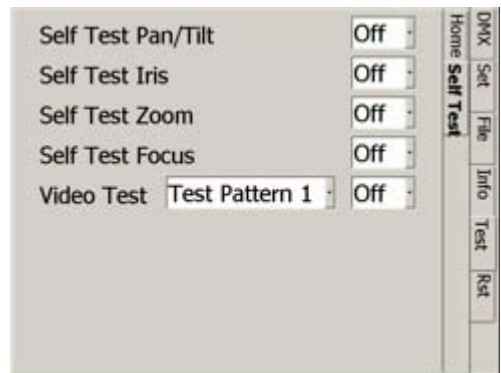 Self Test Pan/Tilt Off
Self Test Iris Off
Self Test Zoom Off
Self Test Focus Off
Video Test Test Pattern 1 Off
Home Self Test
DMX Set File Info Test Rst